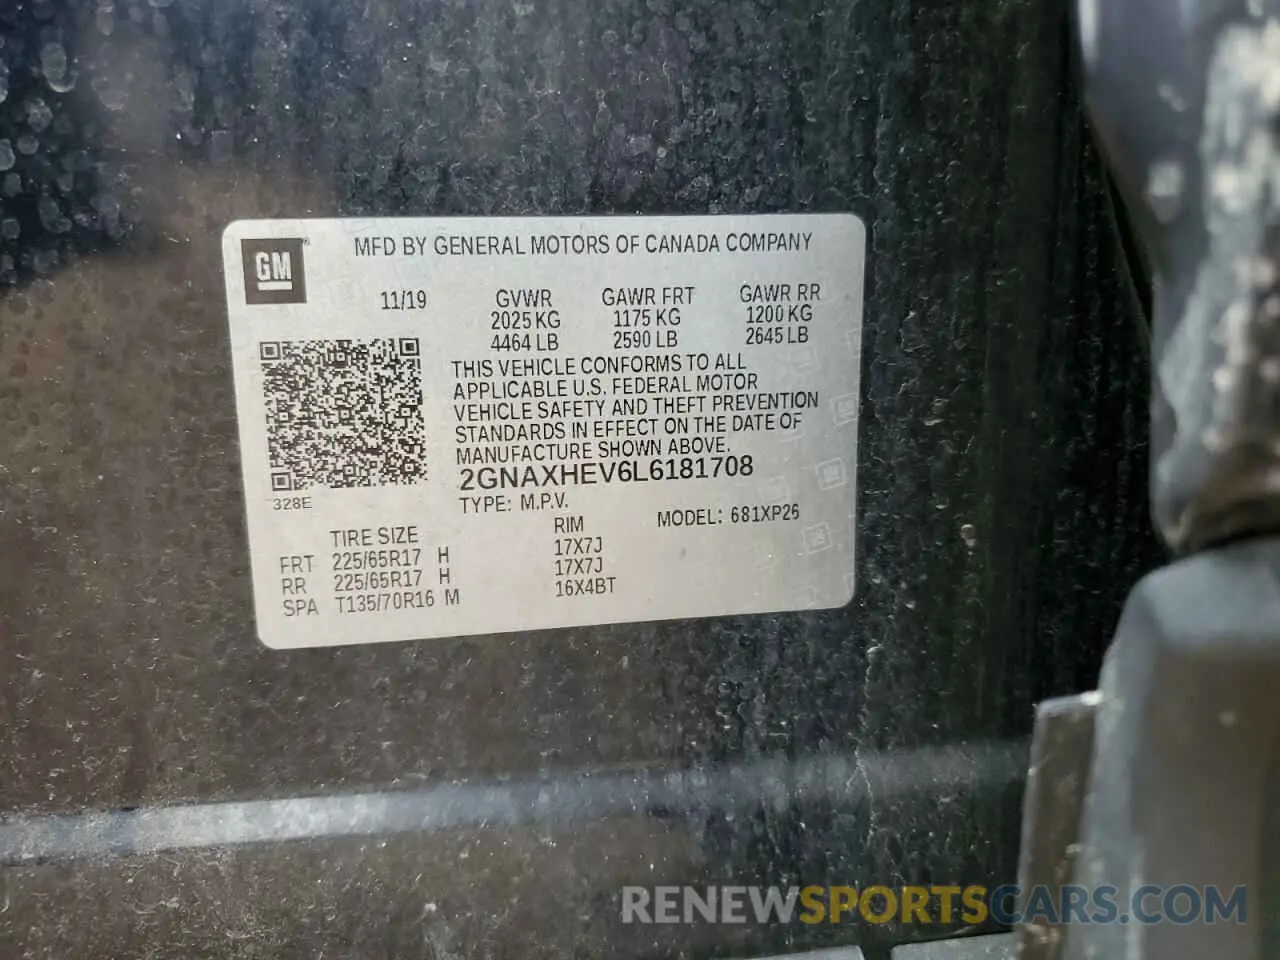 GM
MFD BY GENERAL MOTORS OF CANADA COMPANY
11/19 GVWR GAWR FRT GAWR RR
2025 KG 1175 KG 1200 KG
4464 LB 2590 LB 2645 LB
THIS VEHICLE CONFORMS TO ALL
APPLICABLE U.S. FEDERAL MOTOR
VEHICLE SAFETY AND THEFT PREVENTION
STANDARDS IN EFFECT ON THE DATE OF
MANUFACTURE SHOWN ABOVE.
2GNAXHEV6L6181708
328E
TYPE: M.P.V.
MODEL: 681XP26
TIRE SIZE RIM
FRT 225/65R17 H 17X7J
RR 225/65R17 H 17X7J
SPA T135/70R16 M 16X4BT
RENEWSPORTSCARS.COM